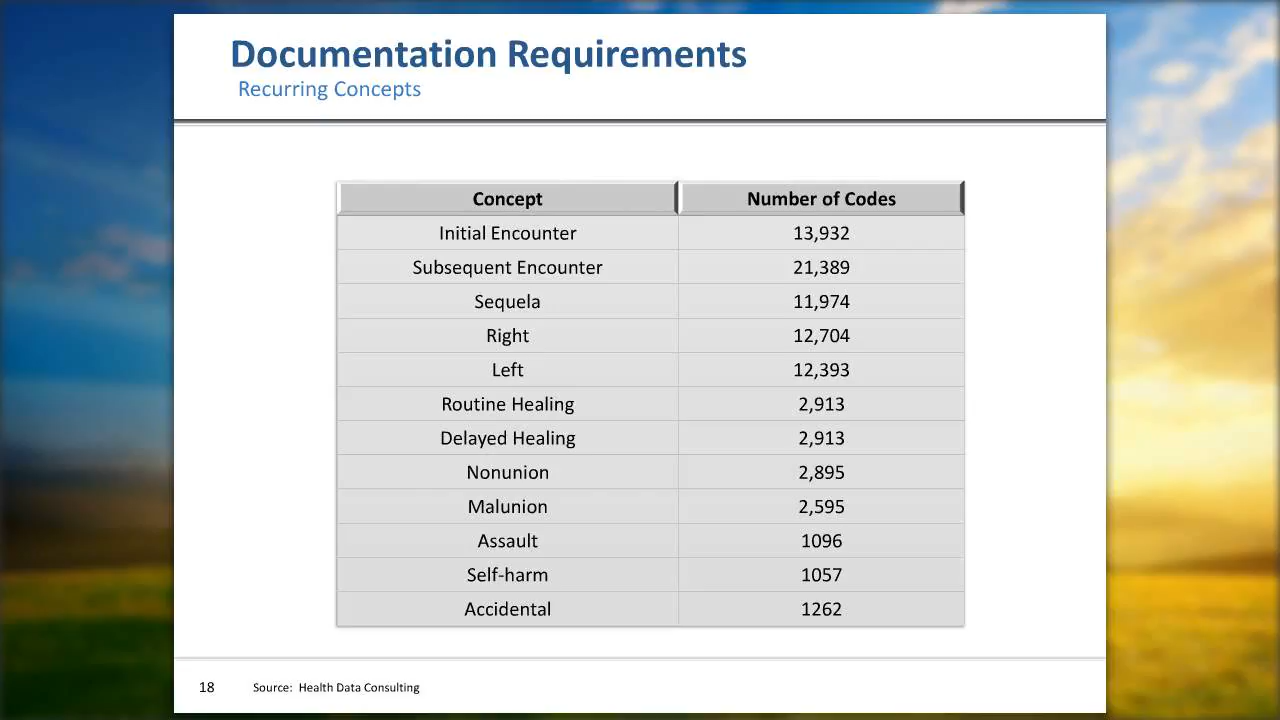 Documentation Requirements
Recurring Concepts
Concept Number of Codes
Initial Encounter 13,932
Subsequent Encounter 21,389
Sequela 11,974
Right 12,704
Left 12,393
Routine Healing 2,913
Delayed Healing 2,913
Nonunion 2,895
Malunion 2,595
Assault 1096
Self-harm 1057
Accidental 1262
18 Source: Health Data Consulting